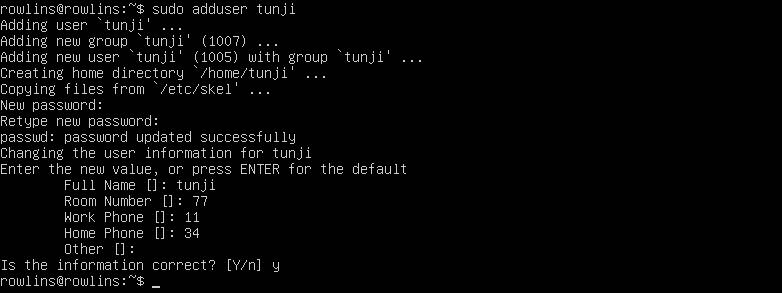 rowlins@rowlins:~$ sudo adduser tunji
Adding user `tunji' ...
Adding new group `tunji' (1007) ...
Adding new user `tunji' (1005) with group `tunji' ...
Creating home directory `/home/tunji' ...
Copying files from `/etc/skel' ...
New password:
Retype new password:
passwd: password updated successfully
Changing the user information for tunji
Enter the new value, or press ENTER for the default
        Full Name []: tunji
        Room Number []: 77
        Work Phone []: 11
        Home Phone []: 34
        Other []:
Is the information correct? [Y/n] y
rowlins@rowlins:~$ _